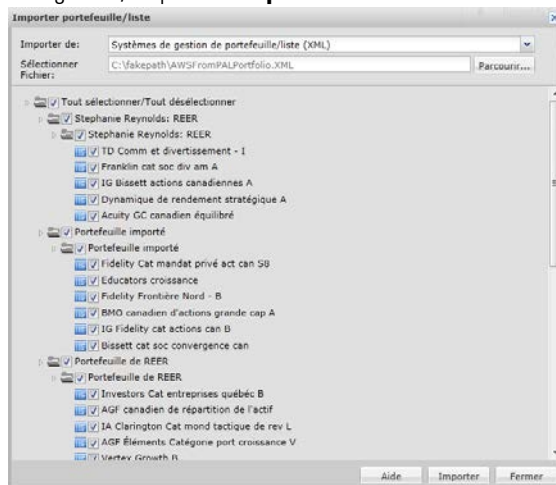 Importer portefeuille/liste
Importer de: Systèmes de gestion de portefeuille/liste (XML)
Sélectionner Fichier: C:\fakepath\AWSFromPALPortfolio.XML Parcourir...
Tout sélectionner/Tout désélectionner
Stephanie Reynolds: REER
Stephanie Reynolds: REER
TD Comm et divertissement - I
Franklin cat soc div am A
IG Bissett actions canadiennes A
Dynamique de rendement stratégique A
Acuity GC canadien équilibré
Portefeuille importé
Portefeuille importé
Fidelity Cat mandat privé act can S8
Educators croissance
Fidelity Frontière Nord - B
BMO canadien d'actions grande cap A
IG Fidelity cat actions can B
Bissett cat soc convergence can
Portefeuille de REER
Portefeuille de REER
Investors Cat entreprises québéc B
AGF canadien de répartition de l'actif
IA Clarington Cat mond tactique de rev L
AGF Éléments Catégone port croissance V
Vertex Growth B
Aide Importer Fermer